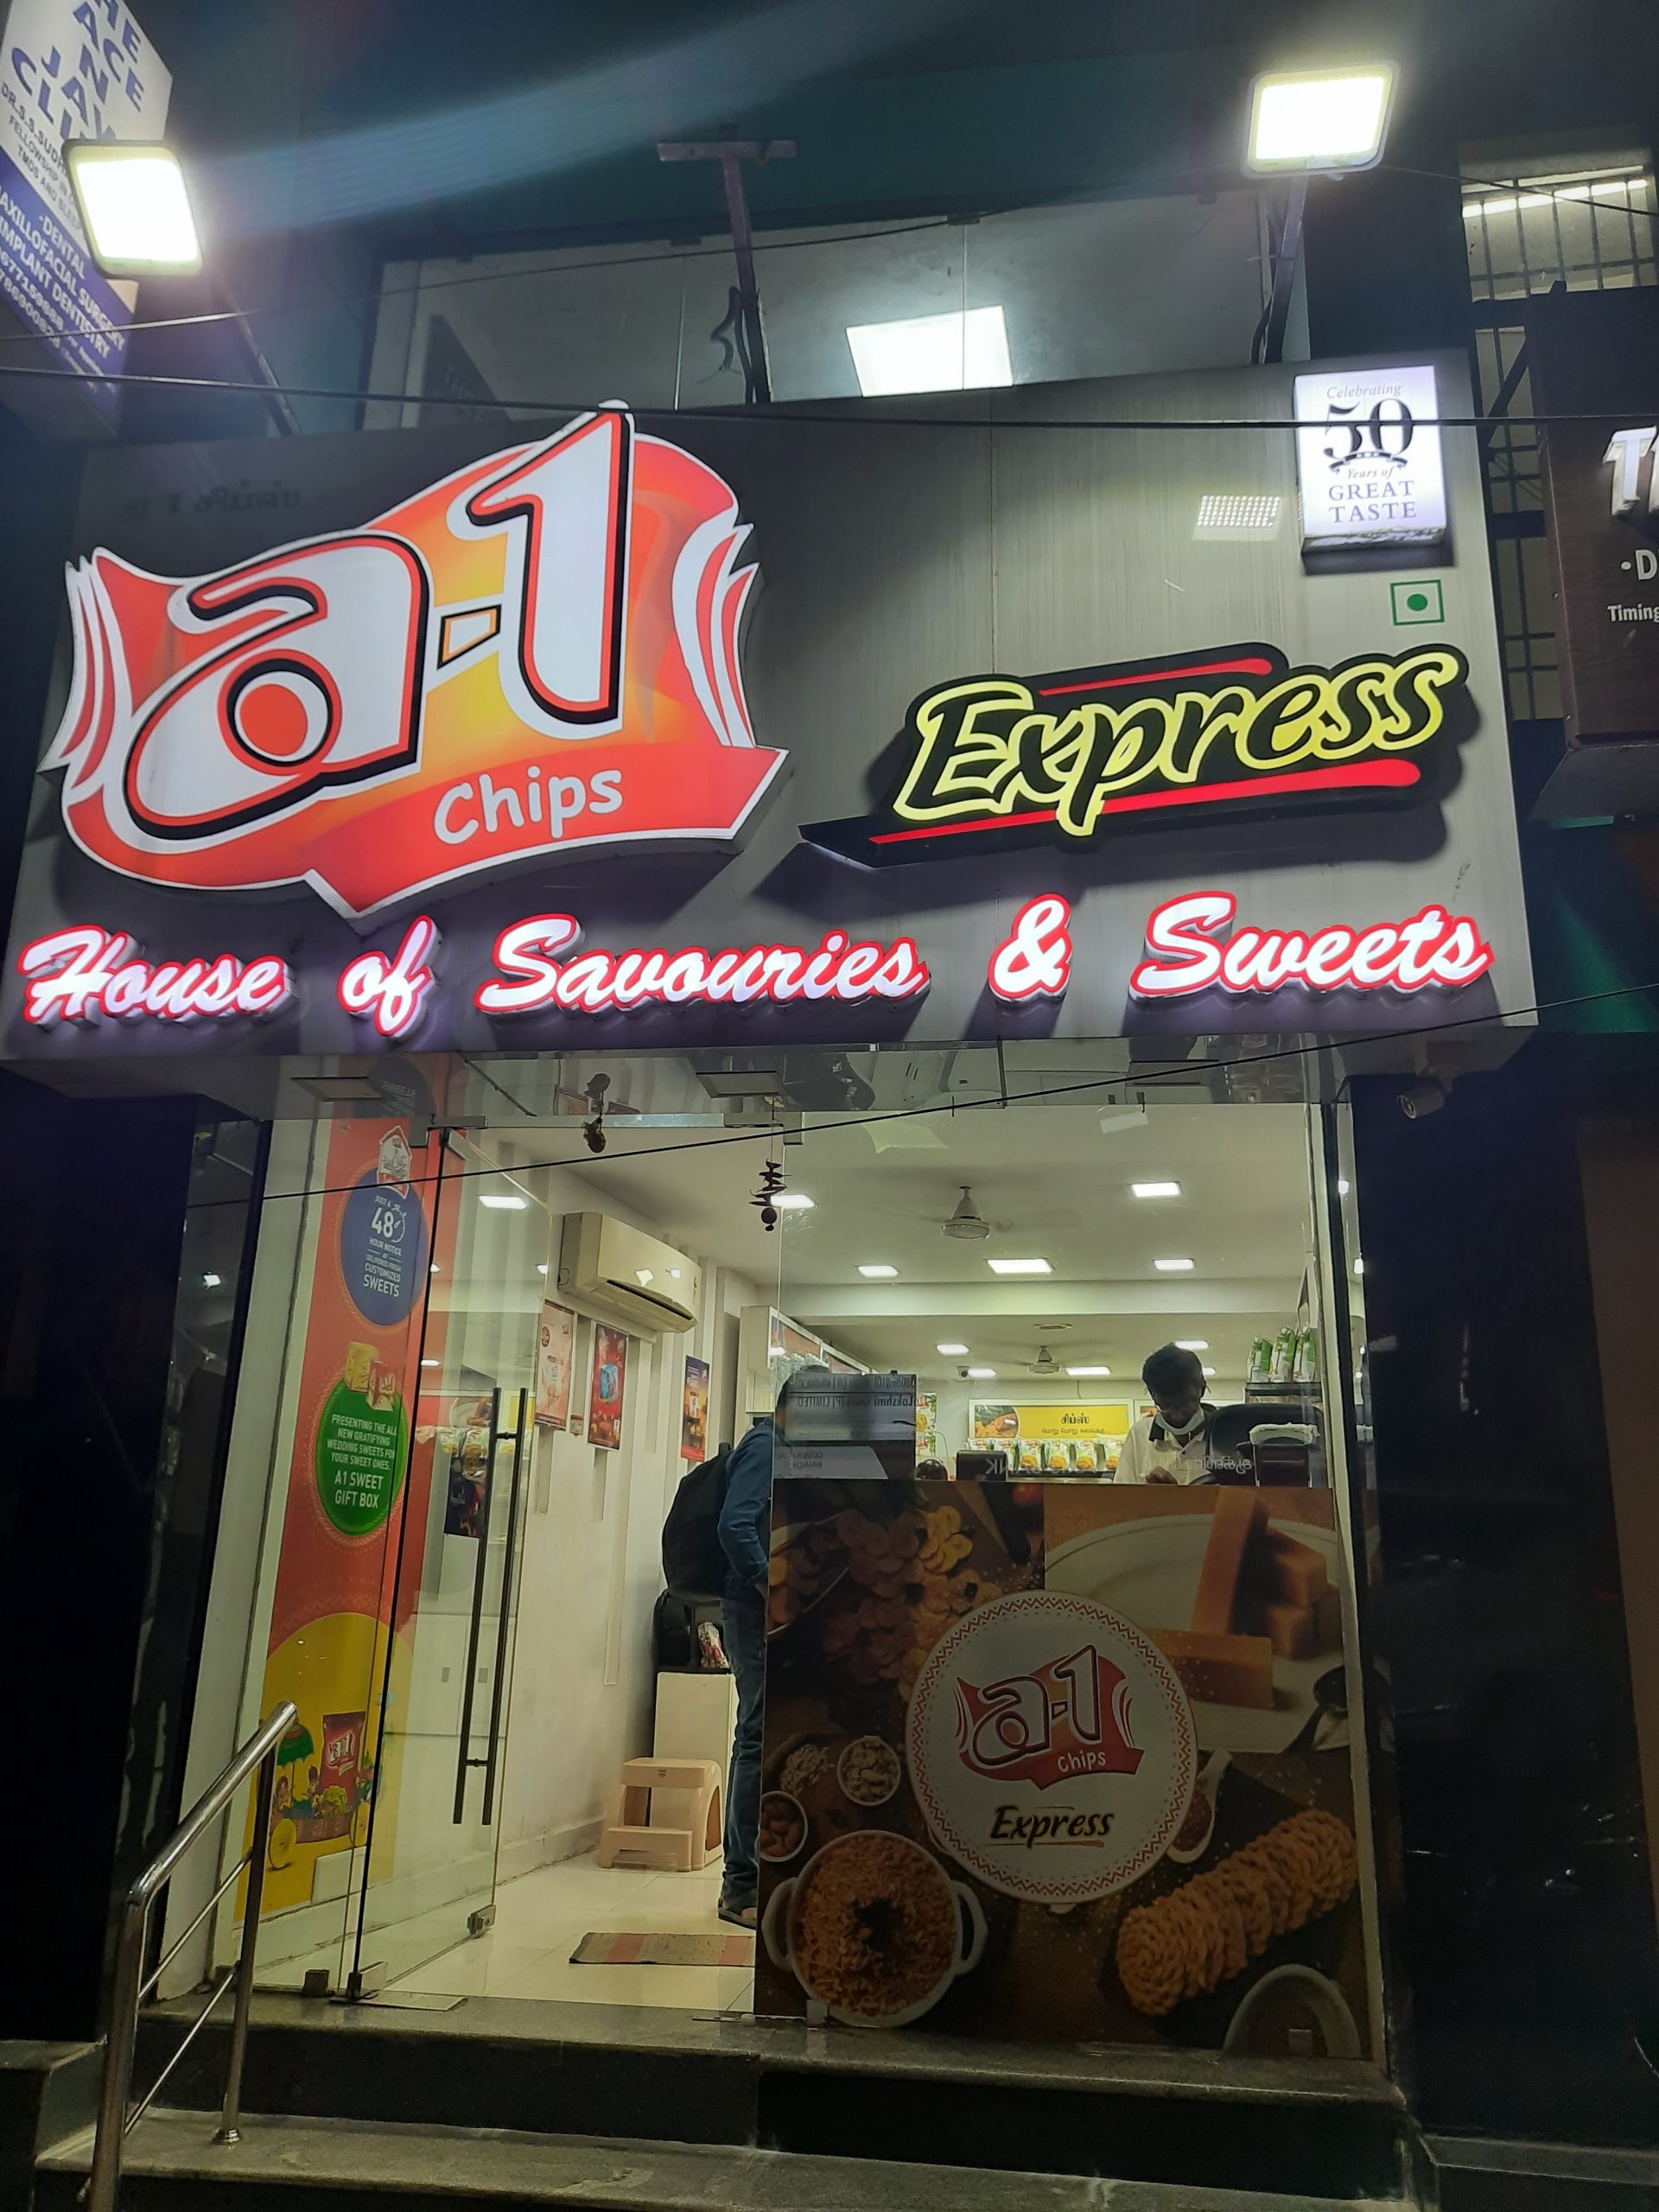 DENTAL
MAXILLOFACIAL SURGERY
IMPLANT DENTISTRY
Celebrating
50
Years of
GREAT
TASTE
a-1
Chips
Express
House of Savouries & Sweets
Timing
JUST A
48
HOUR NOTICE
CUSTOMIZED
SWEETS
PRESENTING THE ALL
NEW GRATIFYING
WEDDING SWEETS FOR
YOUR SWEET ONES.
A1 SWEET
GIFT BOX
சிப்ஸ்
a-1
Chips
Express
a-1